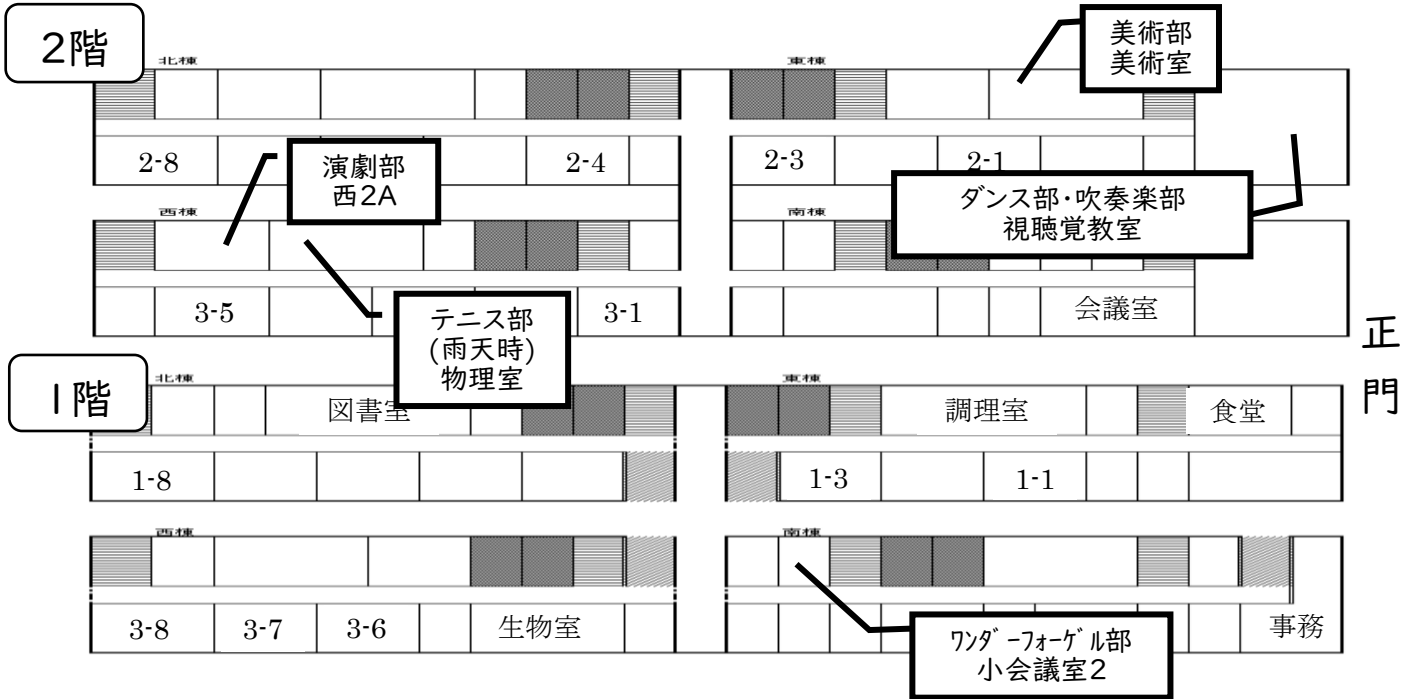 2階
北棟
東棟
美術部
美術室
2-8
2-4
2-3
2-1
演劇部
西2A
ダンス部・吹奏楽部
視聴覚教室
西棟
南棟
3-5
3-1
会議室
テニス部
(雨天時)
物理室
正
門
1階
北棟
東棟
図書室
調理室
食堂
1-8
1-3
1-1
西棟
南棟
3-8
3-7
3-6
生物室
事務
ﾜﾝﾀﾞｰﾌｫｰｹﾞﾙ部
小会議室2